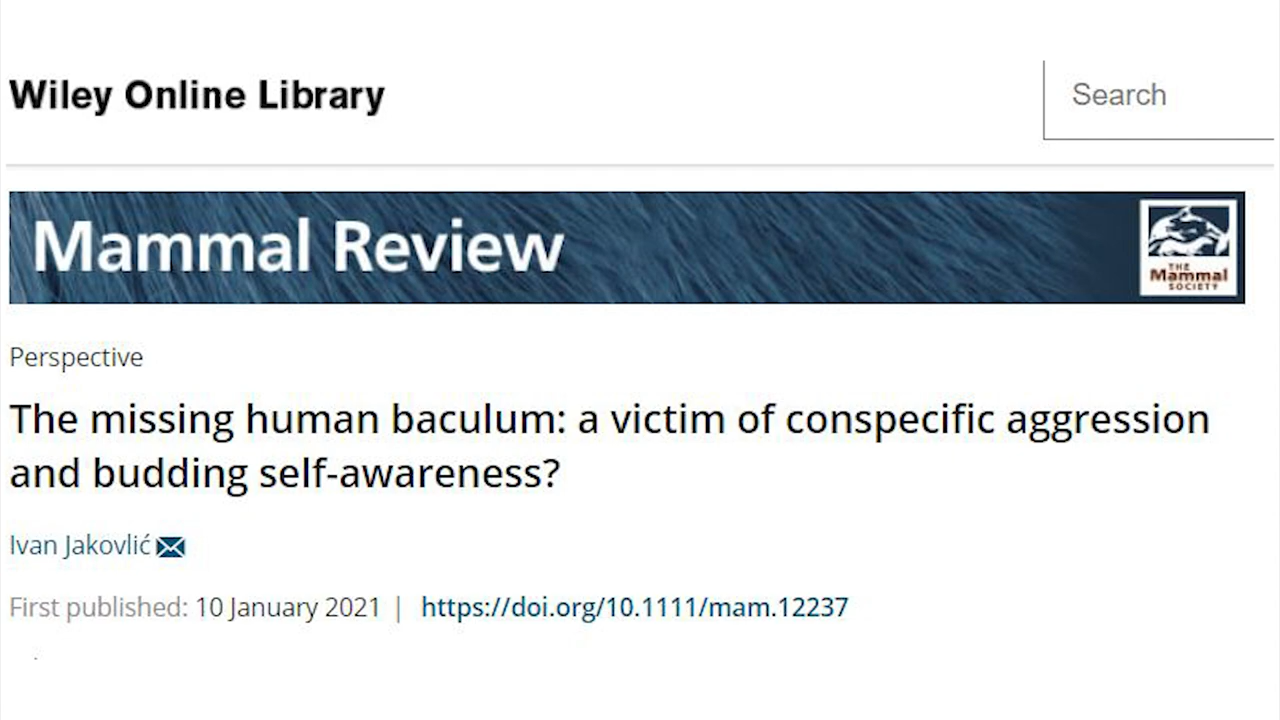 Wiley Online Library
Search
Mammal Review
THE
Mammal
SOCIETY
Perspective
The missing human baculum: a victim of conspecific aggression
and budding self-awareness?
Ivan Jakovlić
First published: 10 January 2021 | https://doi.org/10.1111/mam.12237